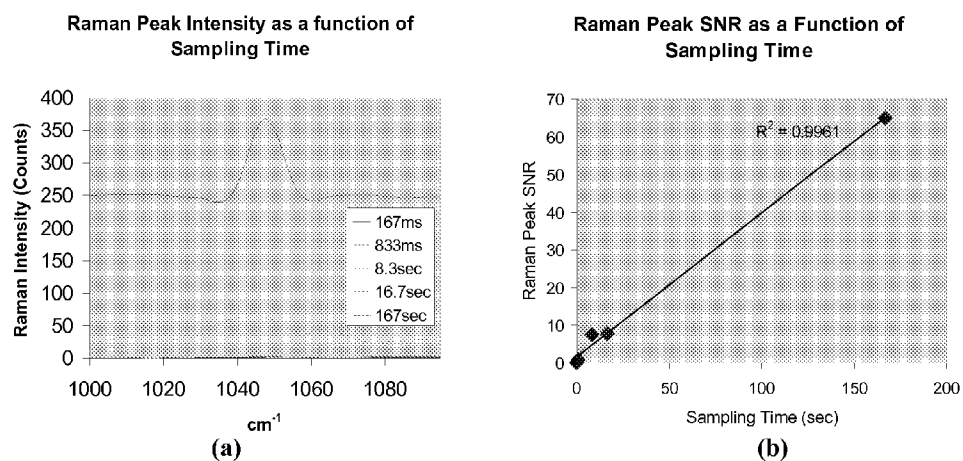 Raman Peak Intensity as a function of
Sampling Time
400
350
300
250
200
150
100
50
0
Raman Intensity (Counts)
167ms
833ms
8.3sec
16.7sec
167sec
1000 1020 1040 1060 1080
cm-1
(a)
Raman Peak SNR as a Function of
Sampling Time
70
60
50
40
30
20
10
0
Raman Peak SNR
R2 = 0.9961
0 50 100 150 200
Sampling Time (sec)
(b)